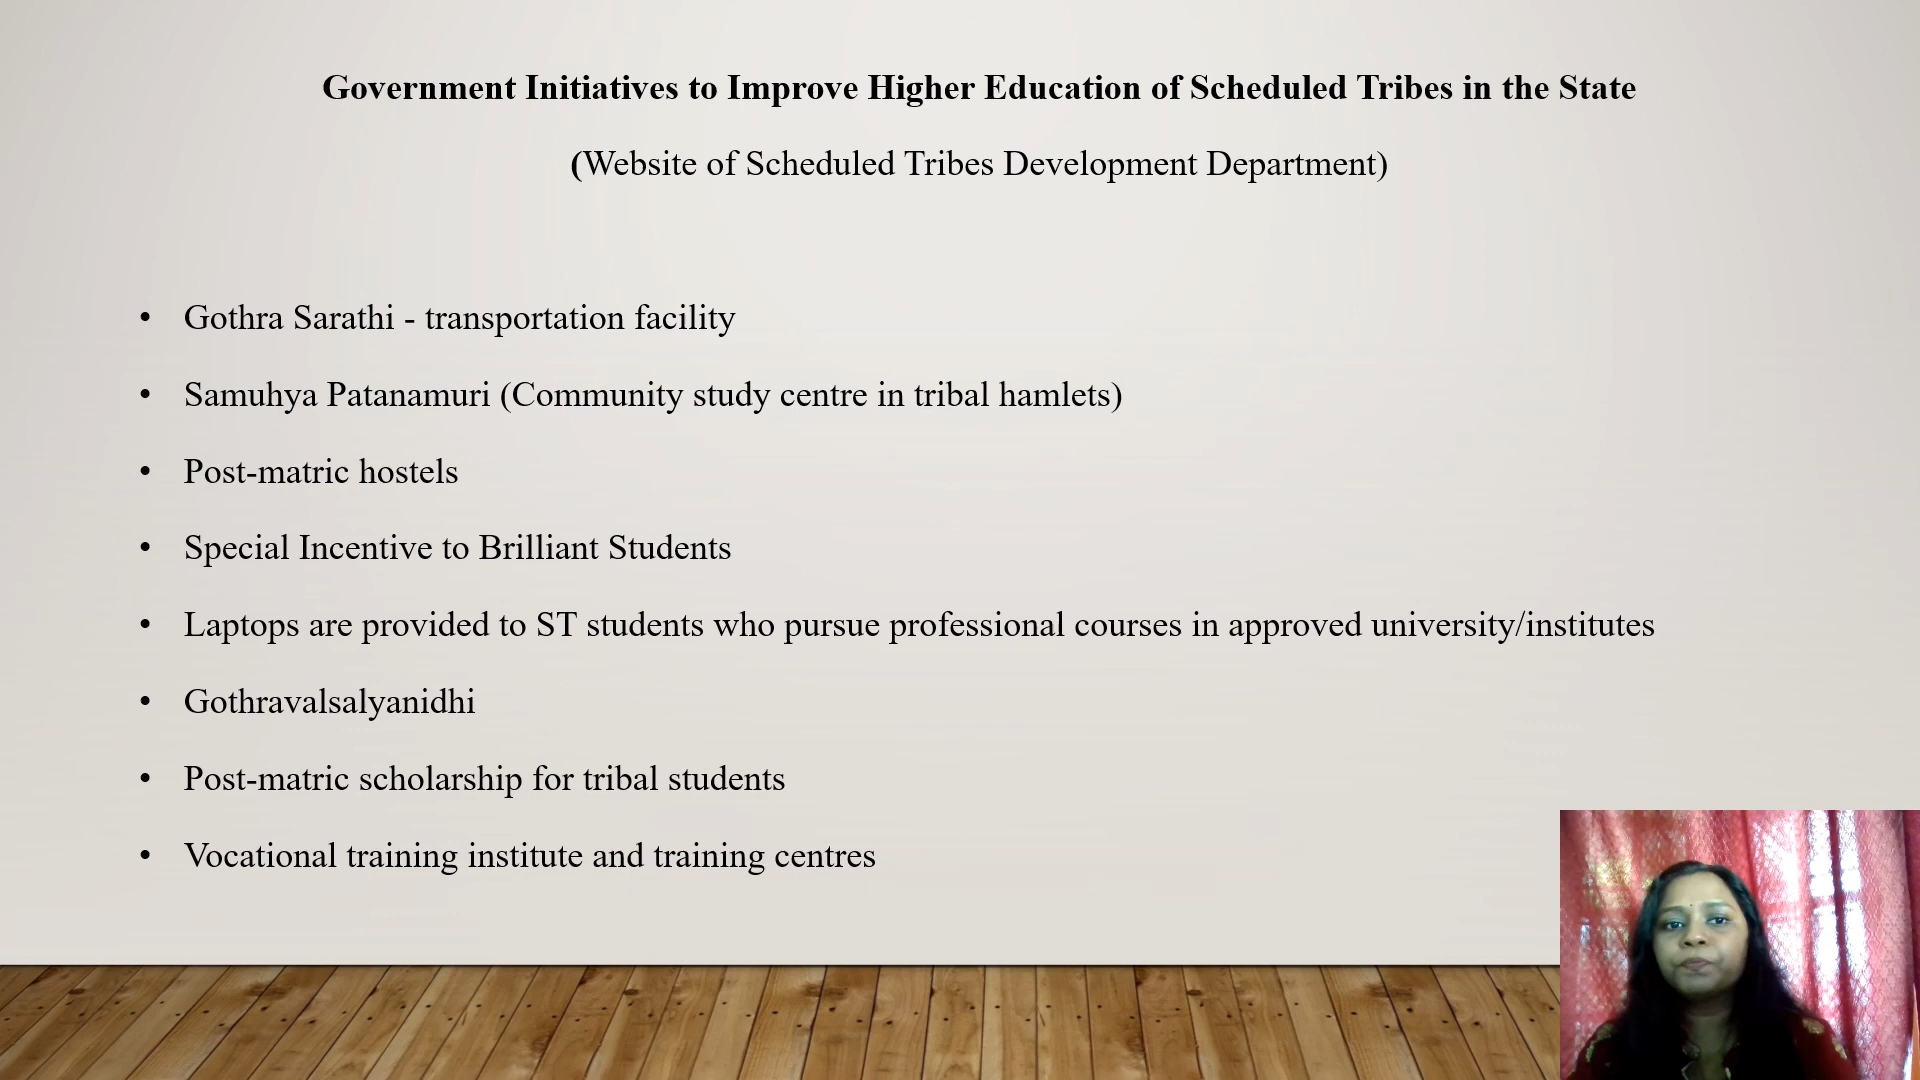 Government Initiatives to Improve Higher Education of Scheduled Tribes in the State
(Website of Scheduled Tribes Development Department)
• Gothra Sarathi - transportation facility
• Samuhya Patanamuri (Community study centre in tribal hamlets)
• Post-matric hostels
• Special Incentive to Brilliant Students
• Laptops are provided to ST students who pursue professional courses in approved university/institutes
• Gothravalsalyanidhi
• Post-matric scholarship for tribal students
• Vocational training institute and training centres